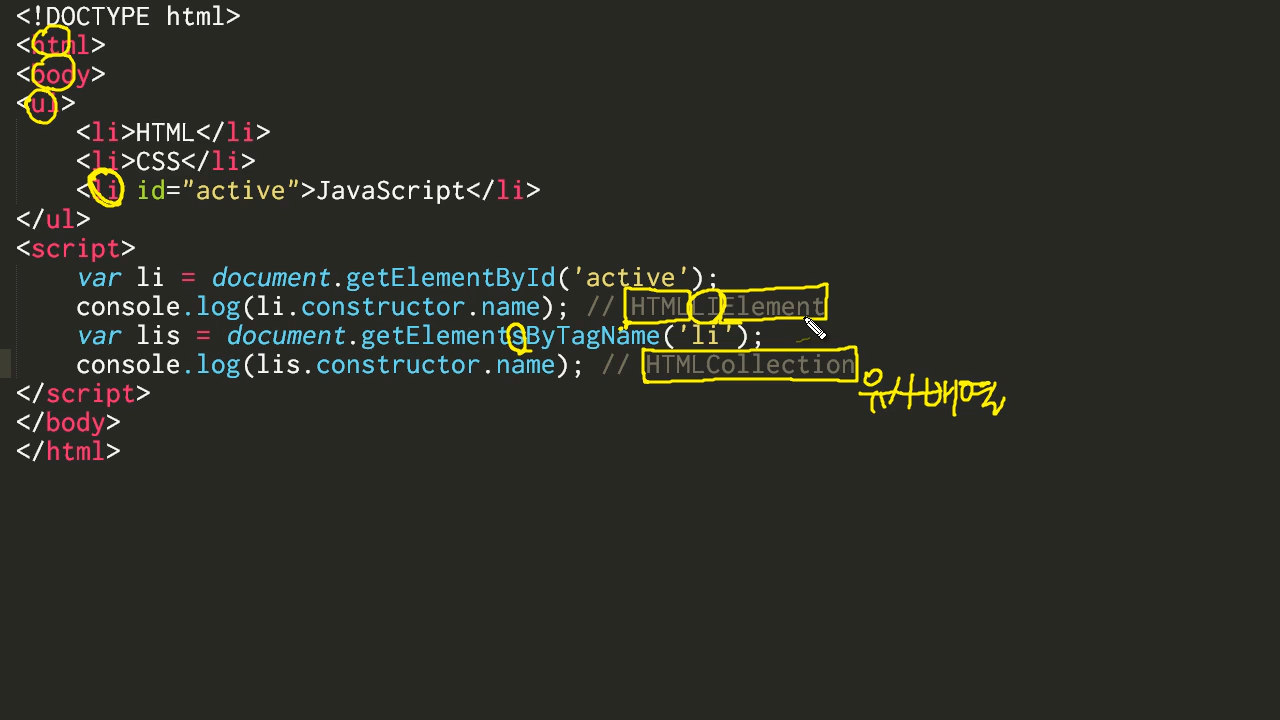 <!DOCTYPE html>
<html>
<body>
<ul>
    <li>HTML</li>
    <li>CSS</li>
    <li id="active">JavaScript</li>
</ul>
<script>
    var li = document.getElementById('active');
    console.log(li.constructor.name); // HTMLLIElement
    var lis = document.getElementsByTagName('li');
    console.log(lis.constructor.name); // HTMLCollection
유사배열
</script>
</body>
</html>